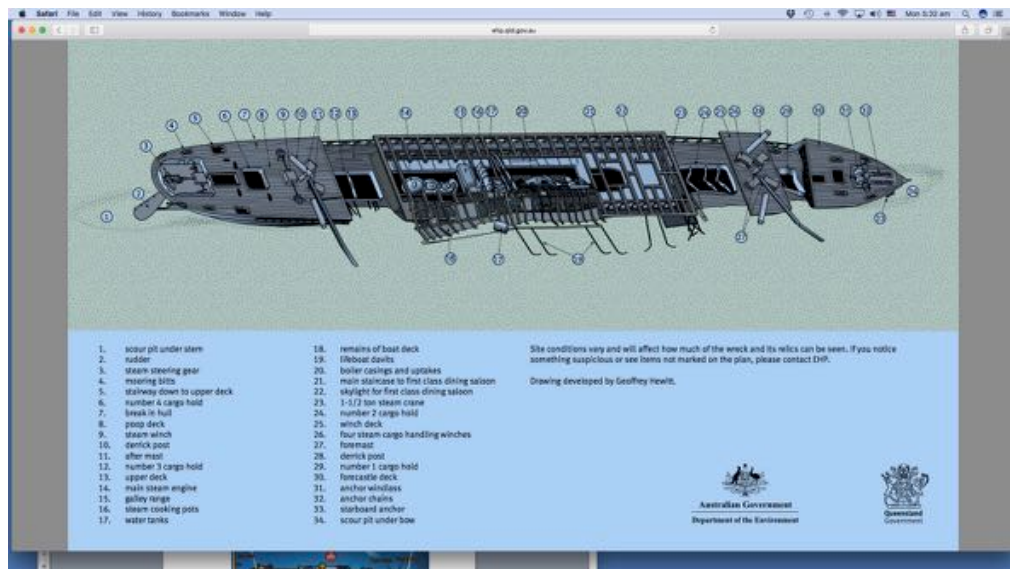 Safari File Edit View History Bookmarks Window Help
Mon 5:32 am
ehp.qld.gov.au
1. scour pit under stern
2. rudder
3. steam steering gear
4. mooring bitts
5. stairway down to upper deck
6. number 4 cargo hold
7. break in hull
8. poop deck
9. steam winch
10. derrick post
11. after mast
12. number 3 cargo hold
13. upper deck
14. main steam engine
15. galley range
16. steam cooking pots
17. water tanks
18. remains of boat deck
19. lifeboat davits
20. boiler casings and uptakes
21. main staircase to first class dining saloon
22. skylight for first class dining saloon
23. 1-1/2 ton steam crane
24. number 2 cargo hold
25. winch deck
26. four steam cargo handling winches
27. foremast
28. derrick post
29. number 1 cargo hold
30. forecastle deck
31. anchor windlass
32. anchor chains
33. starboard anchor
34. scour pit under bow
Site conditions vary and will affect how much of the wreck and its relics can be seen. If you notice
something suspicious or see items not marked on the plan, please contact EHP.
Drawing developed by Geoffrey Hewitt.
Australian Government
Department of the Environment
Queensland
Government